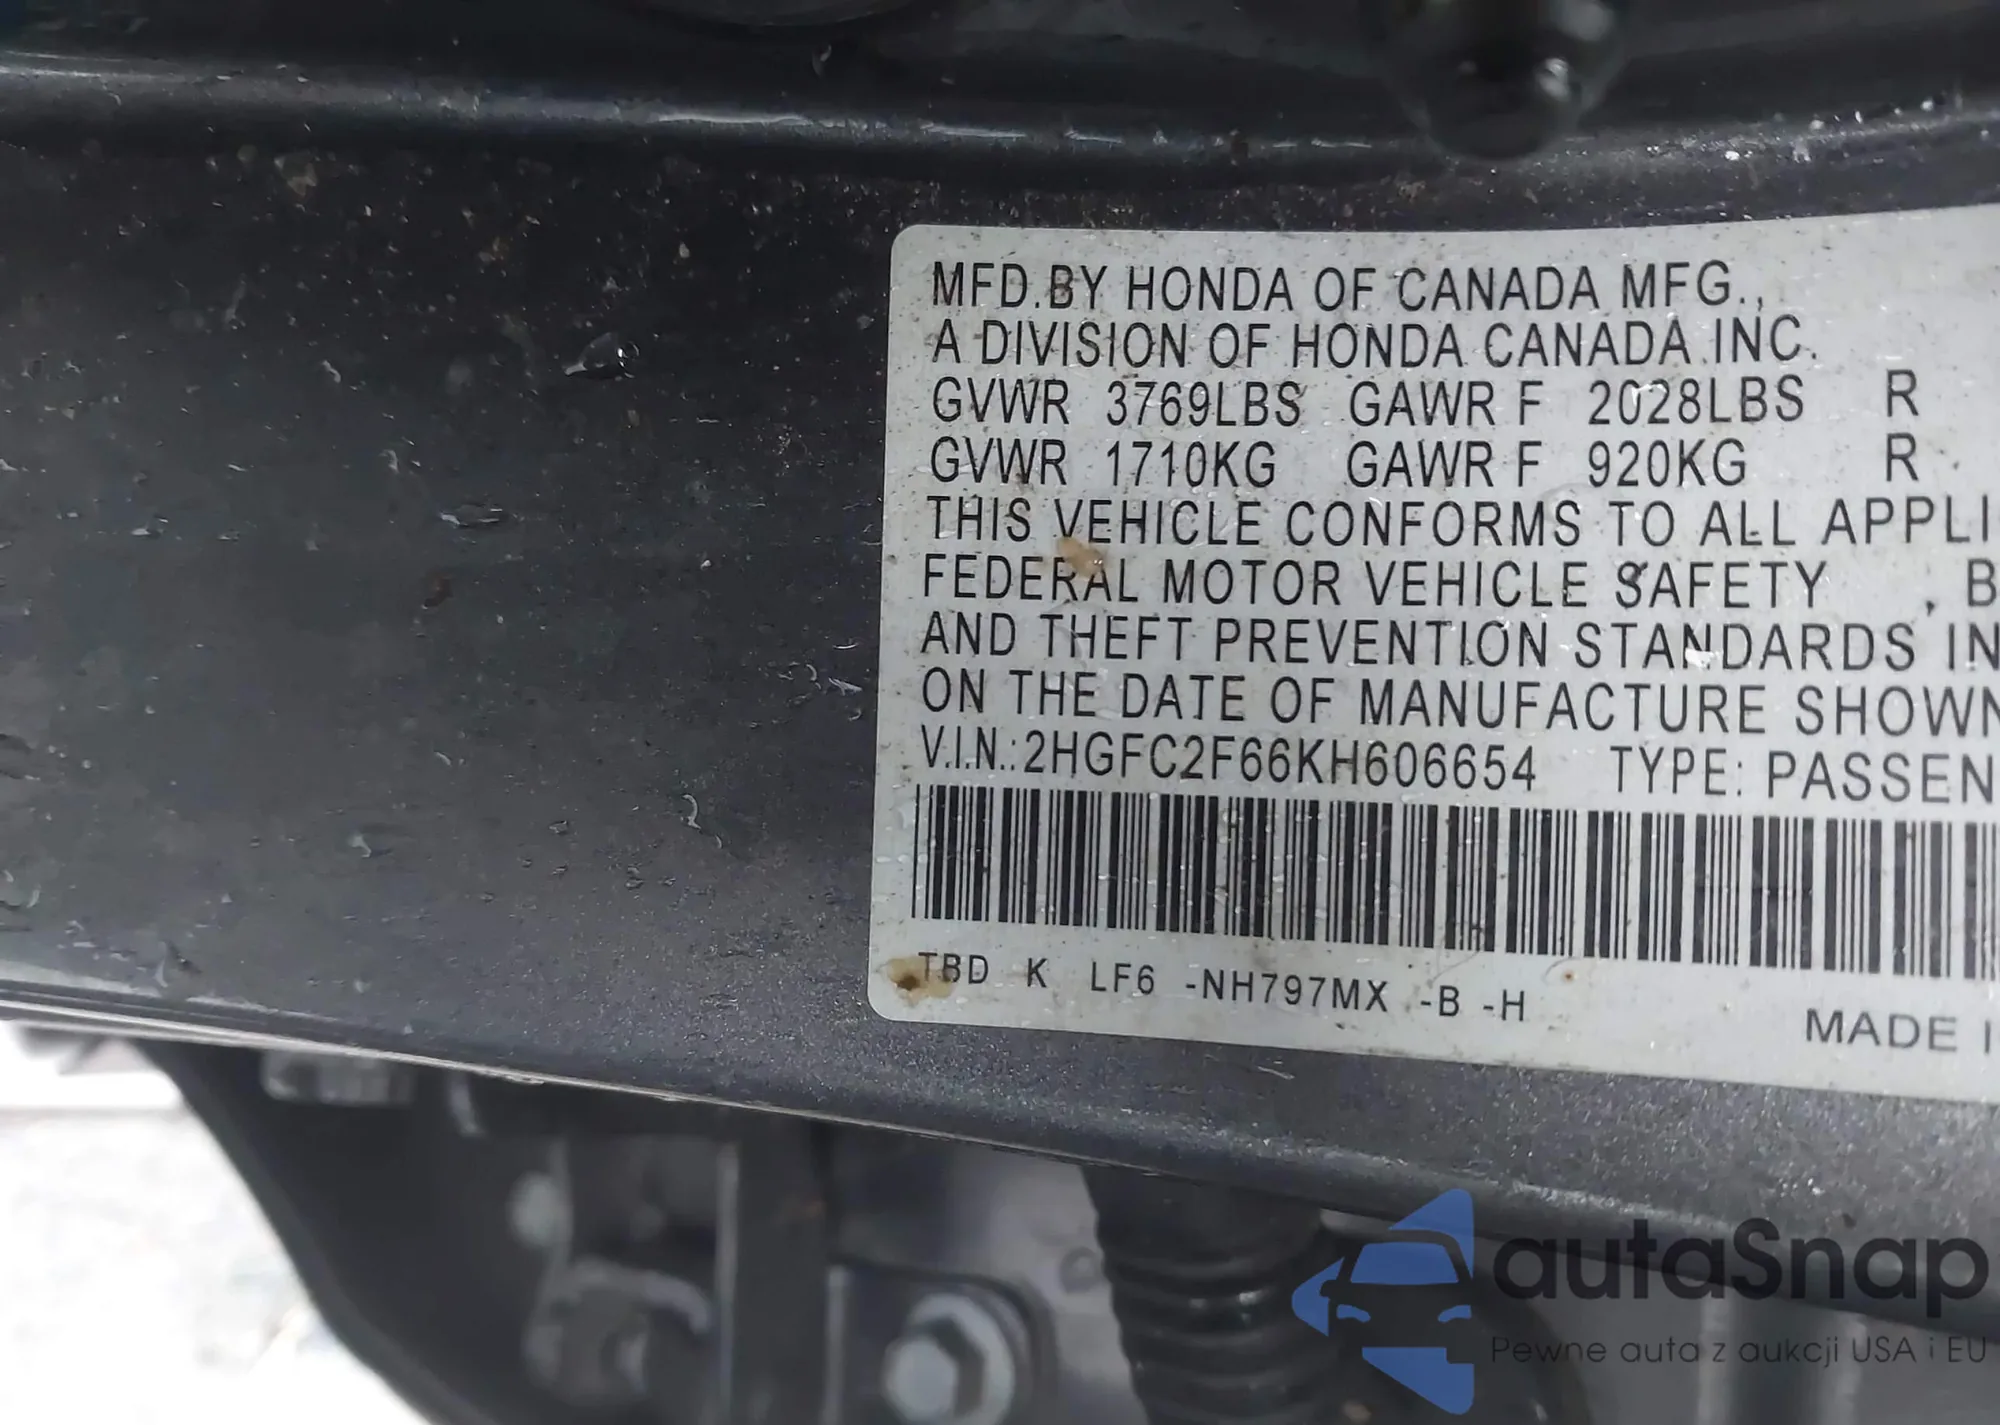 MFD.BY HONDA OF CANADA MFG.,
A DIVISION OF HONDA CANADA INC.
GVWR 3769LBS GAWR F 2028LBS R
GVWR 1710KG GAWR F 920KG R
THIS VEHICLE CONFORMS TO ALL APPLI
FEDERAL MOTOR VEHICLE SAFETY , B
AND THEFT PREVENTION STANDARDS IN
ON THE DATE OF MANUFACTURE SHOWN
V.I.N.:2HGFC2F66KH606654 TYPE: PASSEN
TBD K LF6 -NH797MX -B -H
MADE I
autaSnap
Pewne auta z aukcji USA i EU